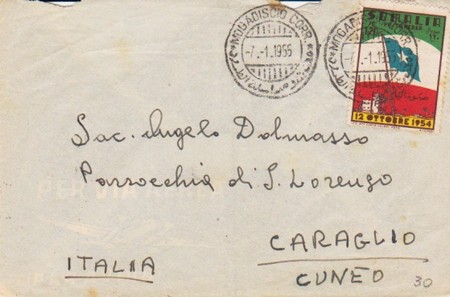 MOGADISCIO CORR.
-7.-1.1955
SOMALIA
12 OTTOBRE 1954
Sac. Angelo Dalmasso
Parrocchia di S. Lorenzo
CARAGLIO
ITALIA
CUNEO
30